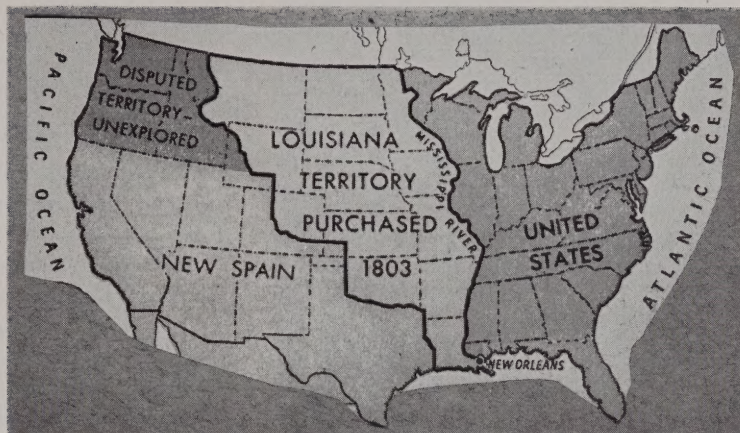 PACIFIC OCEAN
DISPUTED
TERRITORY–
UNEXPLORED
NEW SPAIN
LOUISIANA
TERRITORY
PURCHASED
1803
MISSISSIPPI RIVER
UNITED
STATES
NEW ORLEANS
ATLANTIC OCEAN